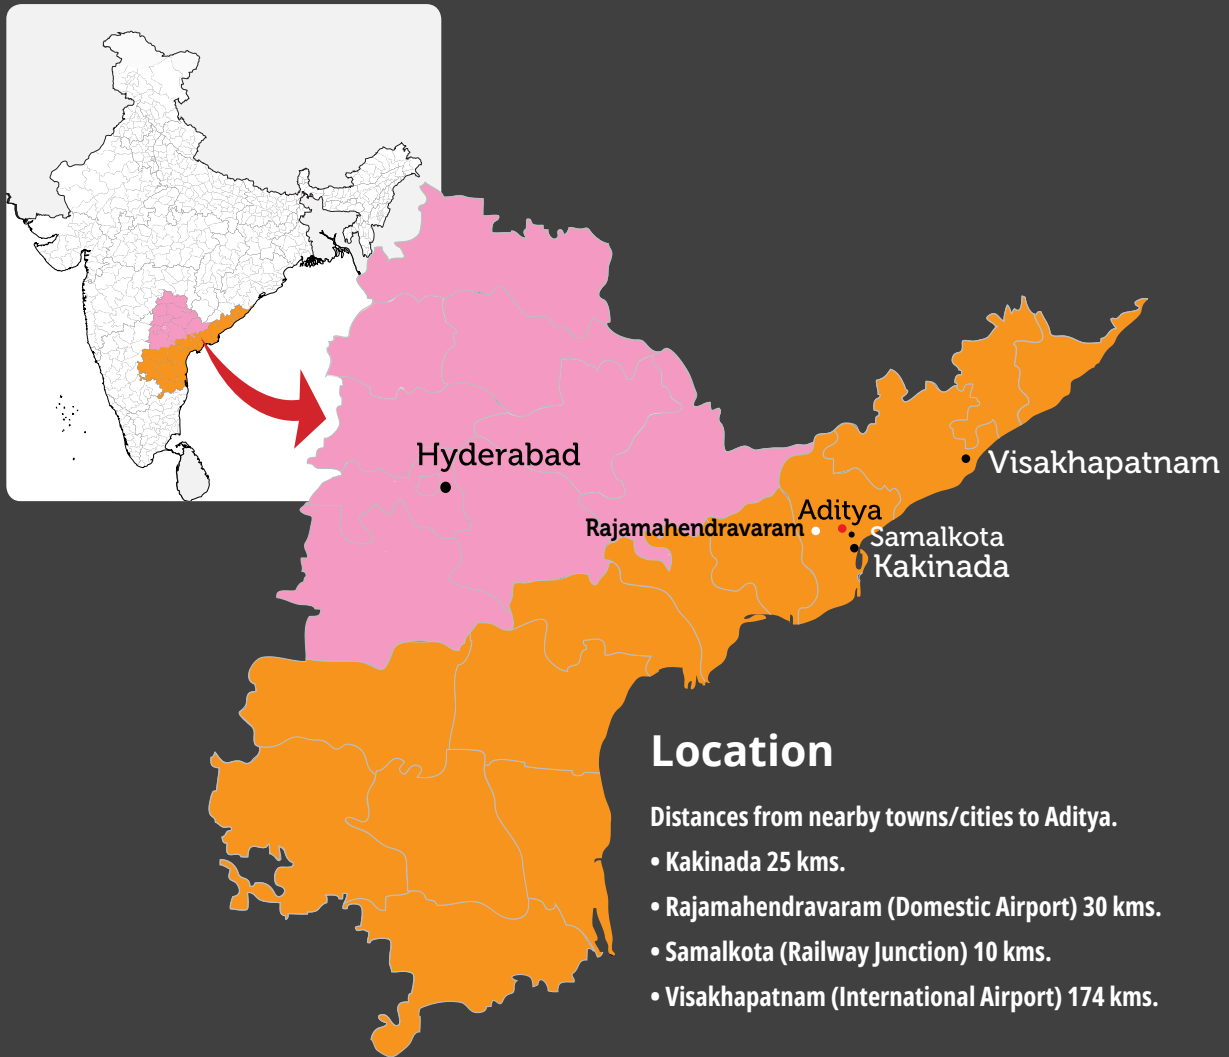 Hyderabad
Visakhapatnam
Aditya
Rajamahendravaram
Samalkota
Kakinada
Location
Distances from nearby towns/cities to Aditya.
• Kakinada 25 kms.
• Rajamahendravaram (Domestic Airport) 30 kms.
• Samalkota (Railway Junction) 10 kms.
• Visakhapatnam (International Airport) 174 kms.